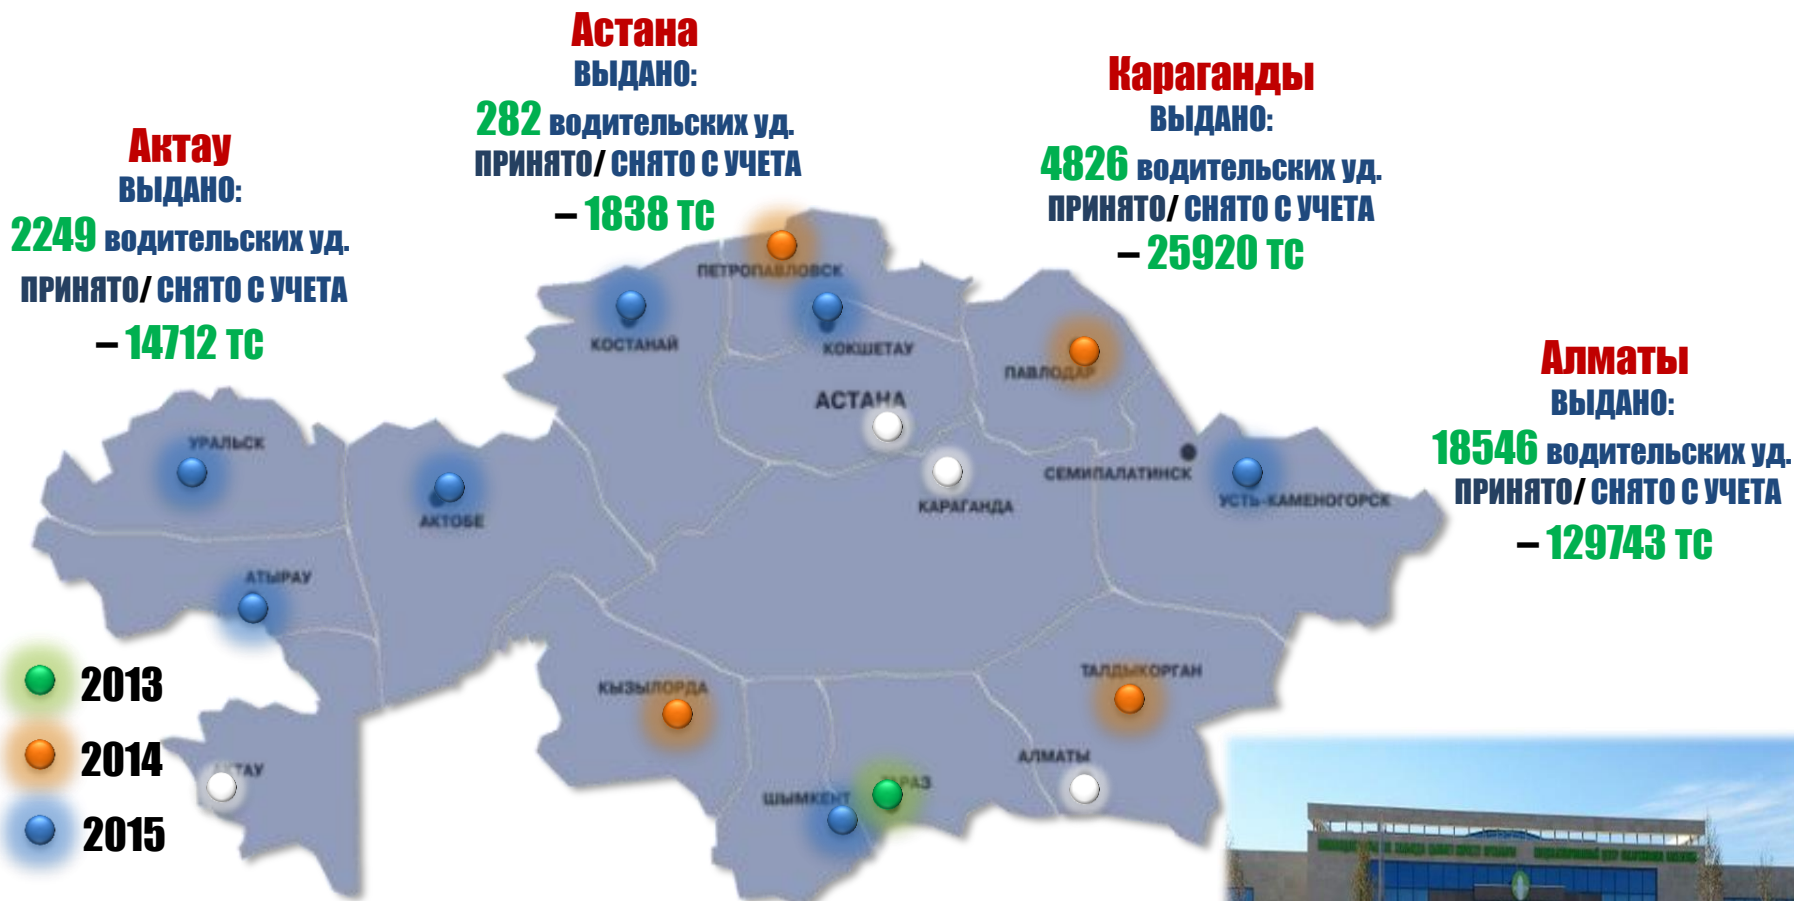 Астана
ВЫДАНО:
282 водительских уд.
ПРИНЯТО/ СНЯТО С УЧЕТА
– 1838 ТС
Караганды
ВЫДАНО:
4826 водительских уд.
ПРИНЯТО/ СНЯТО С УЧЕТА
– 25920 ТС
Актау
ВЫДАНО:
2249 водительских уд.
ПРИНЯТО/ СНЯТО С УЧЕТА
– 14712 ТС
Алматы
ВЫДАНО:
18546 водительских уд.
ПРИНЯТО/ СНЯТО С УЧЕТА
– 129743 ТС
ПЕТРОПАВЛОВСК
КОСТАНАЙ
КОКШЕТАУ
ПАВЛОДАР
АСТАНА
УРАЛЬСК
СЕМИПАЛАТИНСК
УСТЬ-КАМЕНОГОРСК
КАРАГАНДА
АКТОБЕ
АТЫРАУ
ТАЛДЫКОРГАН
КЫЗЫЛОРДА
АЛМАТЫ
АКТАУ
ТАРАЗ
ШЫМКЕНТ
2013
2014
2015